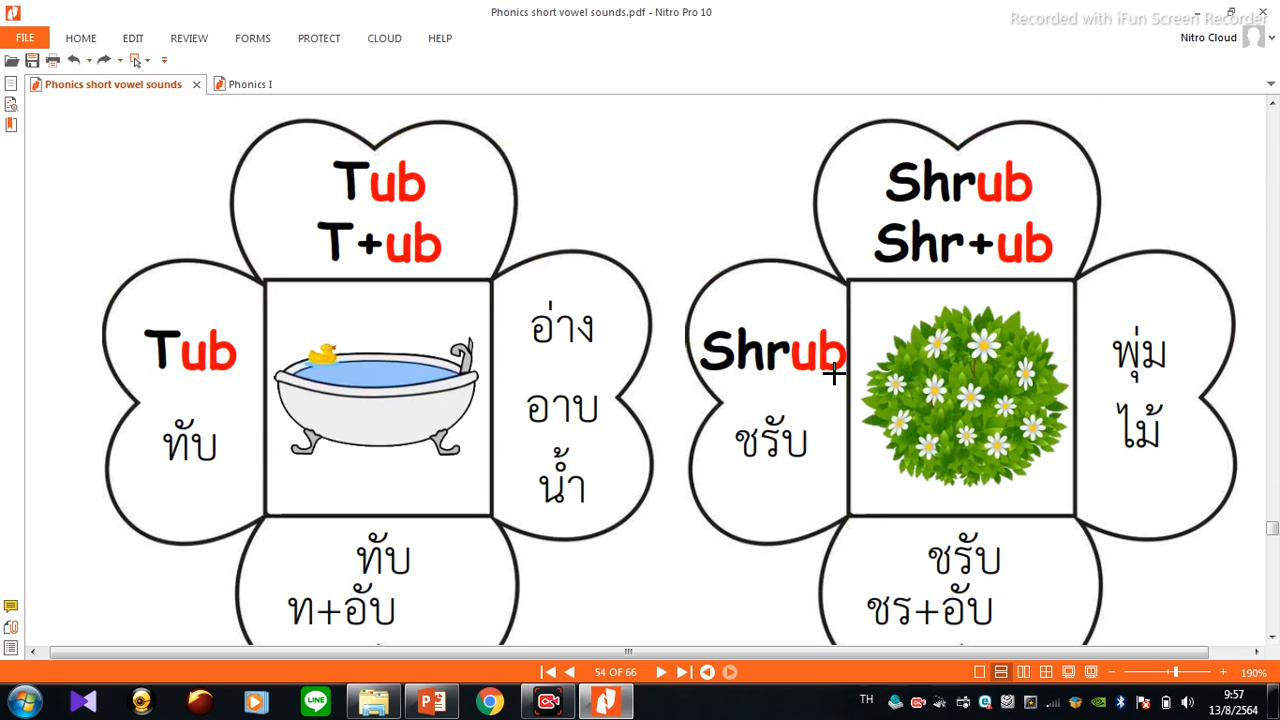 Phonics short vowel sounds.pdf - Nitro Pro 10
Recorded with iFun Screen Recorder
FILE HOME EDIT REVIEW FORMS PROTECT CLOUD HELP
Nitro Cloud
Phonics short vowel sounds
Phonics I
Tub
T+ub
Tub
ทับ
อ่าง
อาบ
น้ำ
ทับ
ท+อับ
Shrub
Shr+ub
Shrub
ชรับ
พุ่ม
ไม้
ชรับ
ชร+อับ
54 OF 66
190%
LINE
TH
9:57
13/8/2564